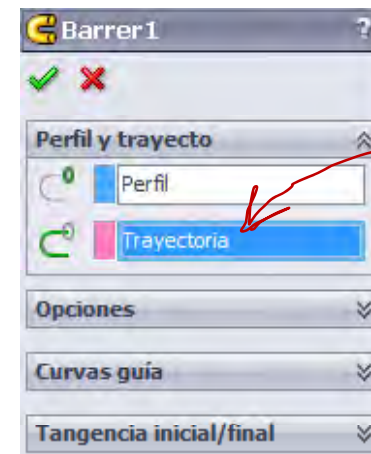 Barrer1 ?
Perfil y trayecto
Perfil
Trayectoria
Opciones
Curvas guía
Tangencia inicial/final